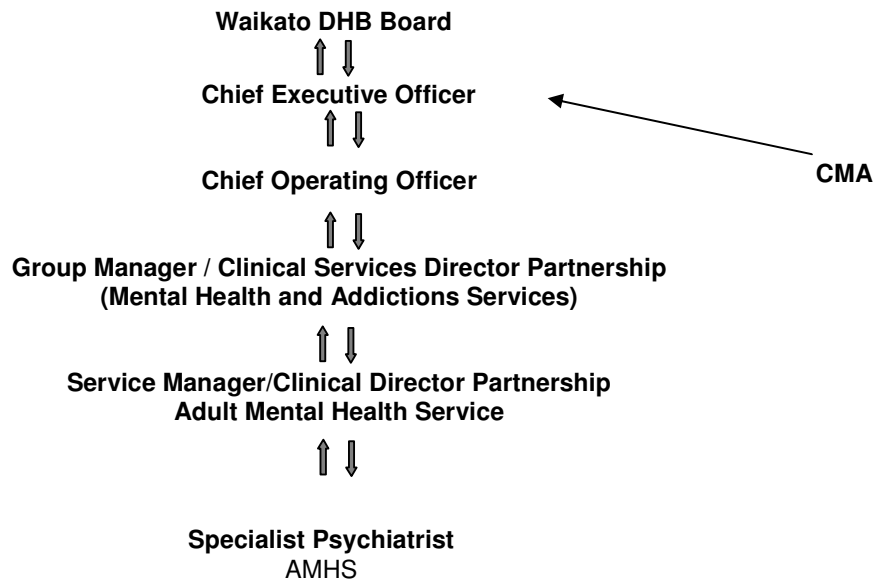 Waikato DHB Board
Chief Executive Officer
CMA
Chief Operating Officer
Group Manager / Clinical Services Director Partnership
(Mental Health and Addictions Services)
Service Manager/Clinical Director Partnership
Adult Mental Health Service
Specialist Psychiatrist
AMHS